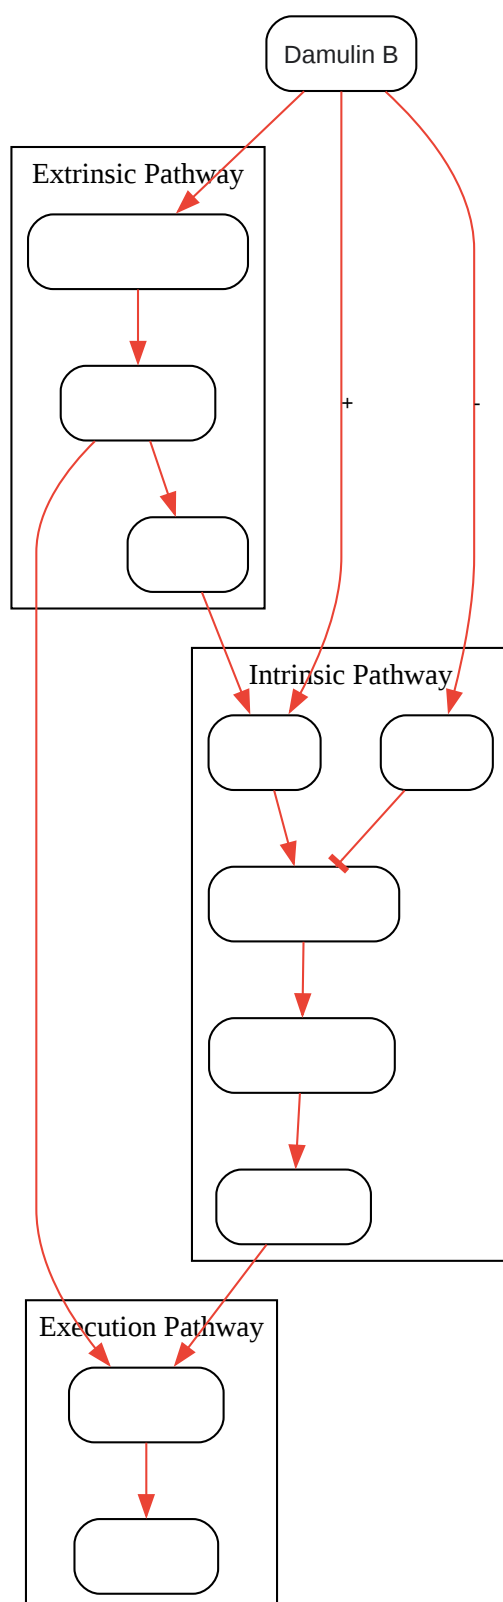 Damulin B
Extrinsic Pathway
+
-
Intrinsic Pathway
Execution Pathway